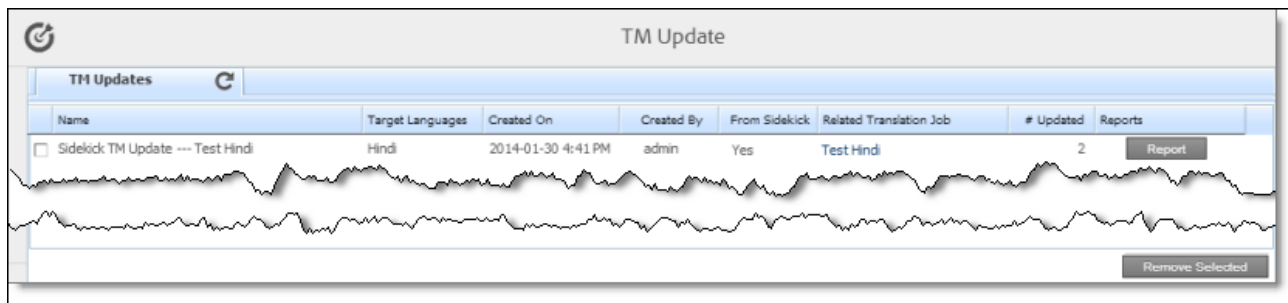 TM Update
TM Updates
Name Target Languages Created On Created By From Sidekick Related Translation Job # Updated Reports
Sidekick TM Update --- Test Hindi Hindi 2014-01-30 4:41 PM admin Yes Test Hindi 2 Report
Remove Selected